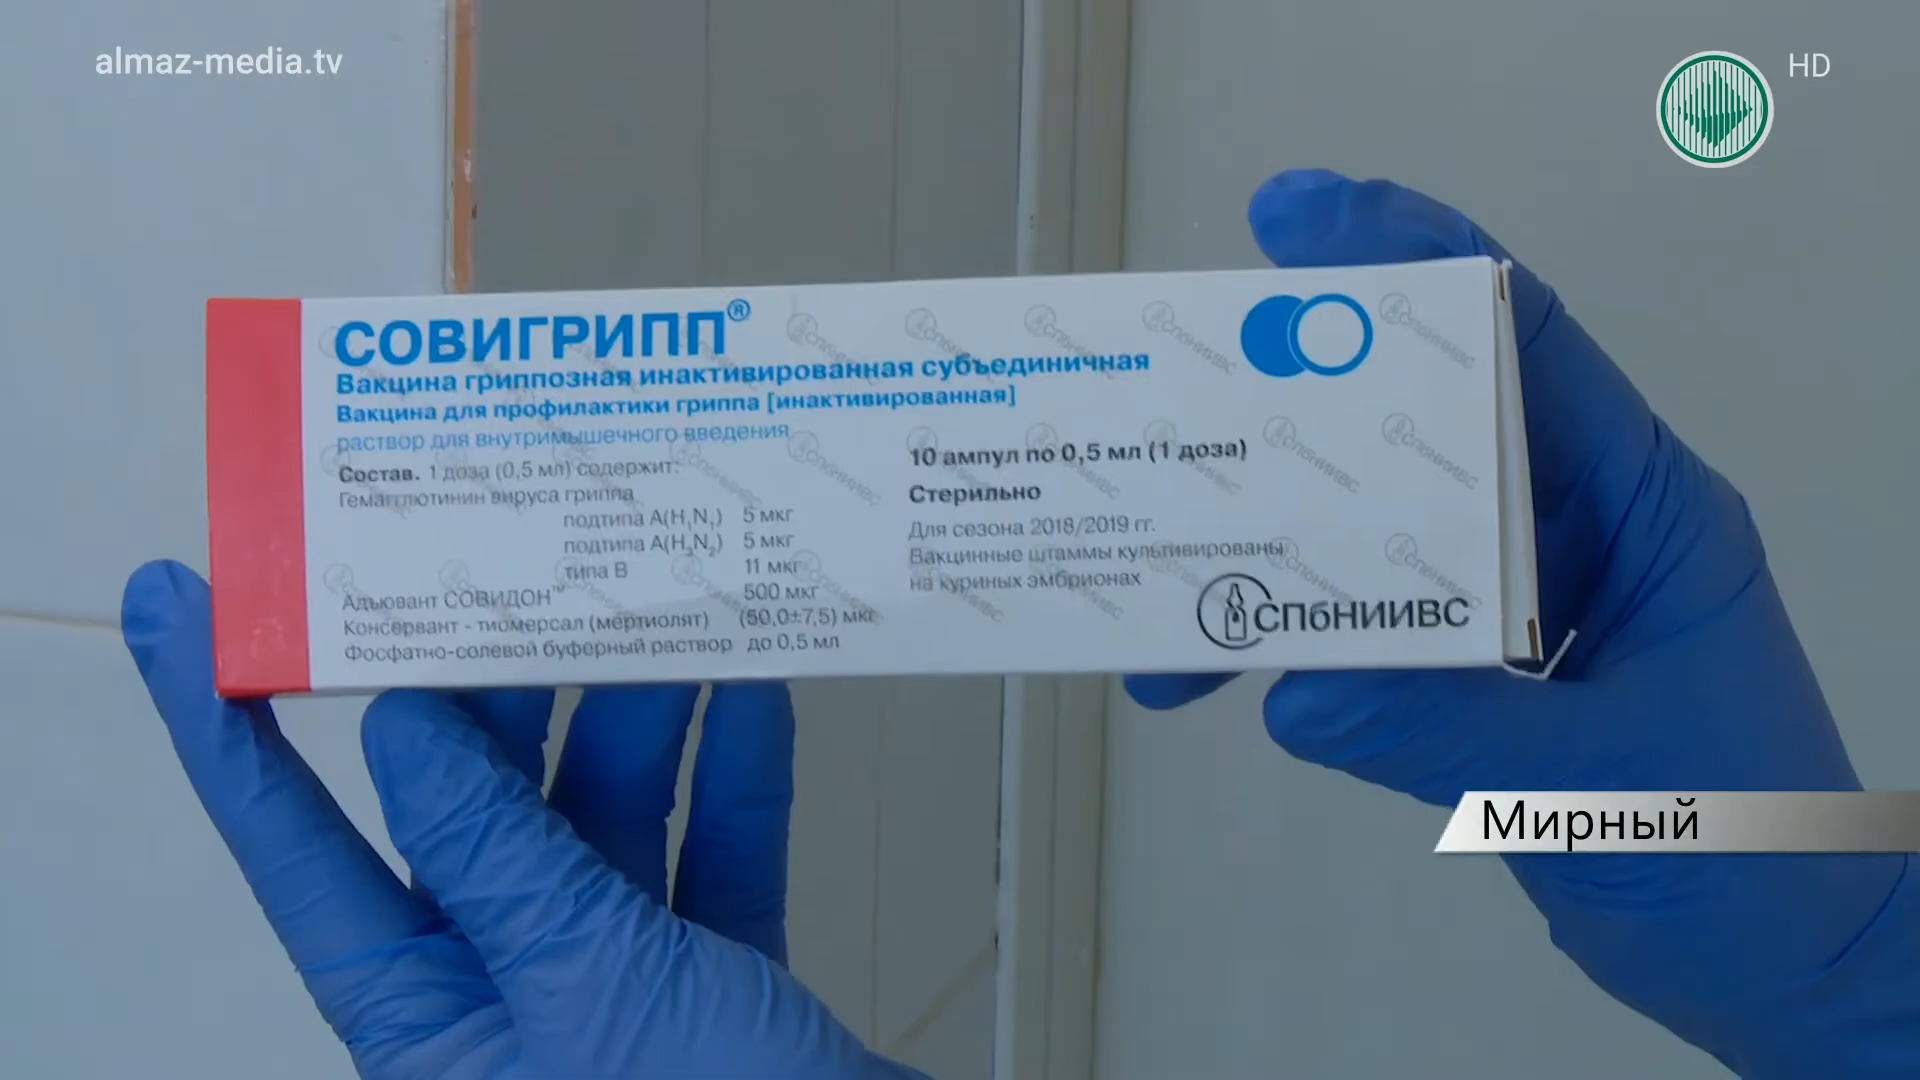 almaz-media.tv
HD
СОВИГРИПП®
Вакцина гриппозная инактивированная субъединичная
Вакцина для профилактики гриппа [инактивированная]
раствор для внутримышечного введения
Состав. 1 доза (0,5 мл) содержит:
Гемагглютинин вируса гриппа
подтипа А(H₁N₁) 5 мкг
подтипа А(H₃N₂) 5 мкг
типа В 11 мкг
Адъювант СОВИДОН™ 500 мкг
Консервант - тиомерсал (мертиолят) (50,0±7,5) мкг
Фосфатно-солевой буферный раствор до 0,5 мл
10 ампул по 0,5 мл (1 доза)
Стерильно
Для сезона 2018/2019 гг.
Вакцинные штаммы культивированы
на куриных эмбрионах
СПбНИИВС
Мирный